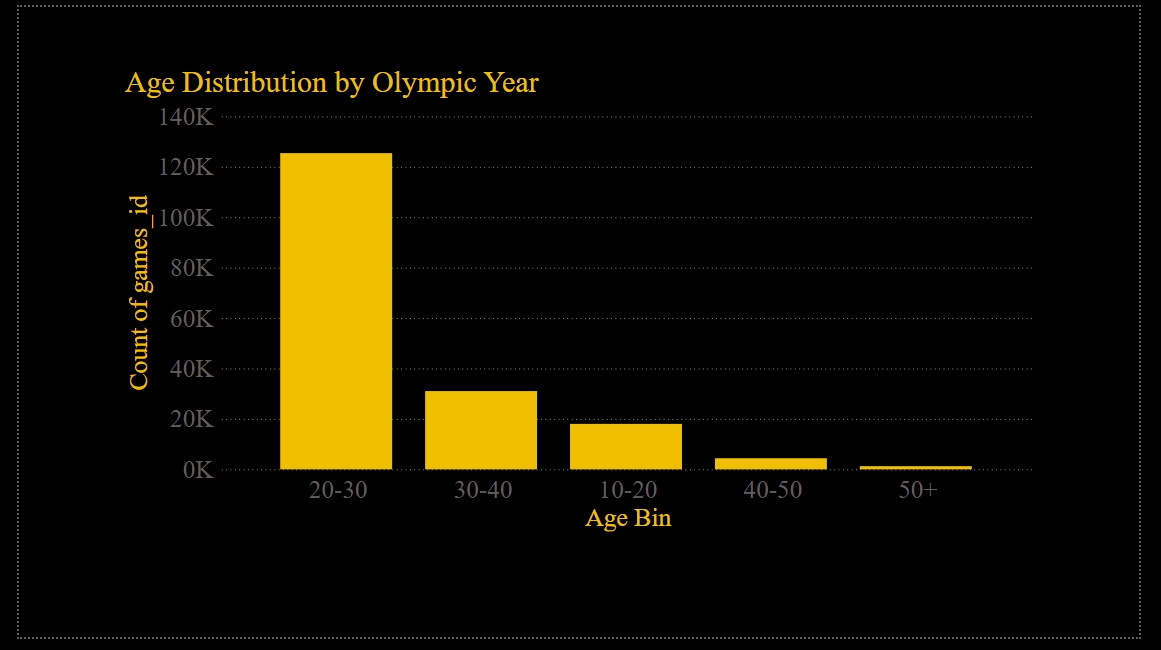 Age Distribution by Olympic Year
140K
120K
100K
80K
60K
40K
20K
0K
Count of games_id
20-30 30-40 10-20 40-50 50+
Age Bin